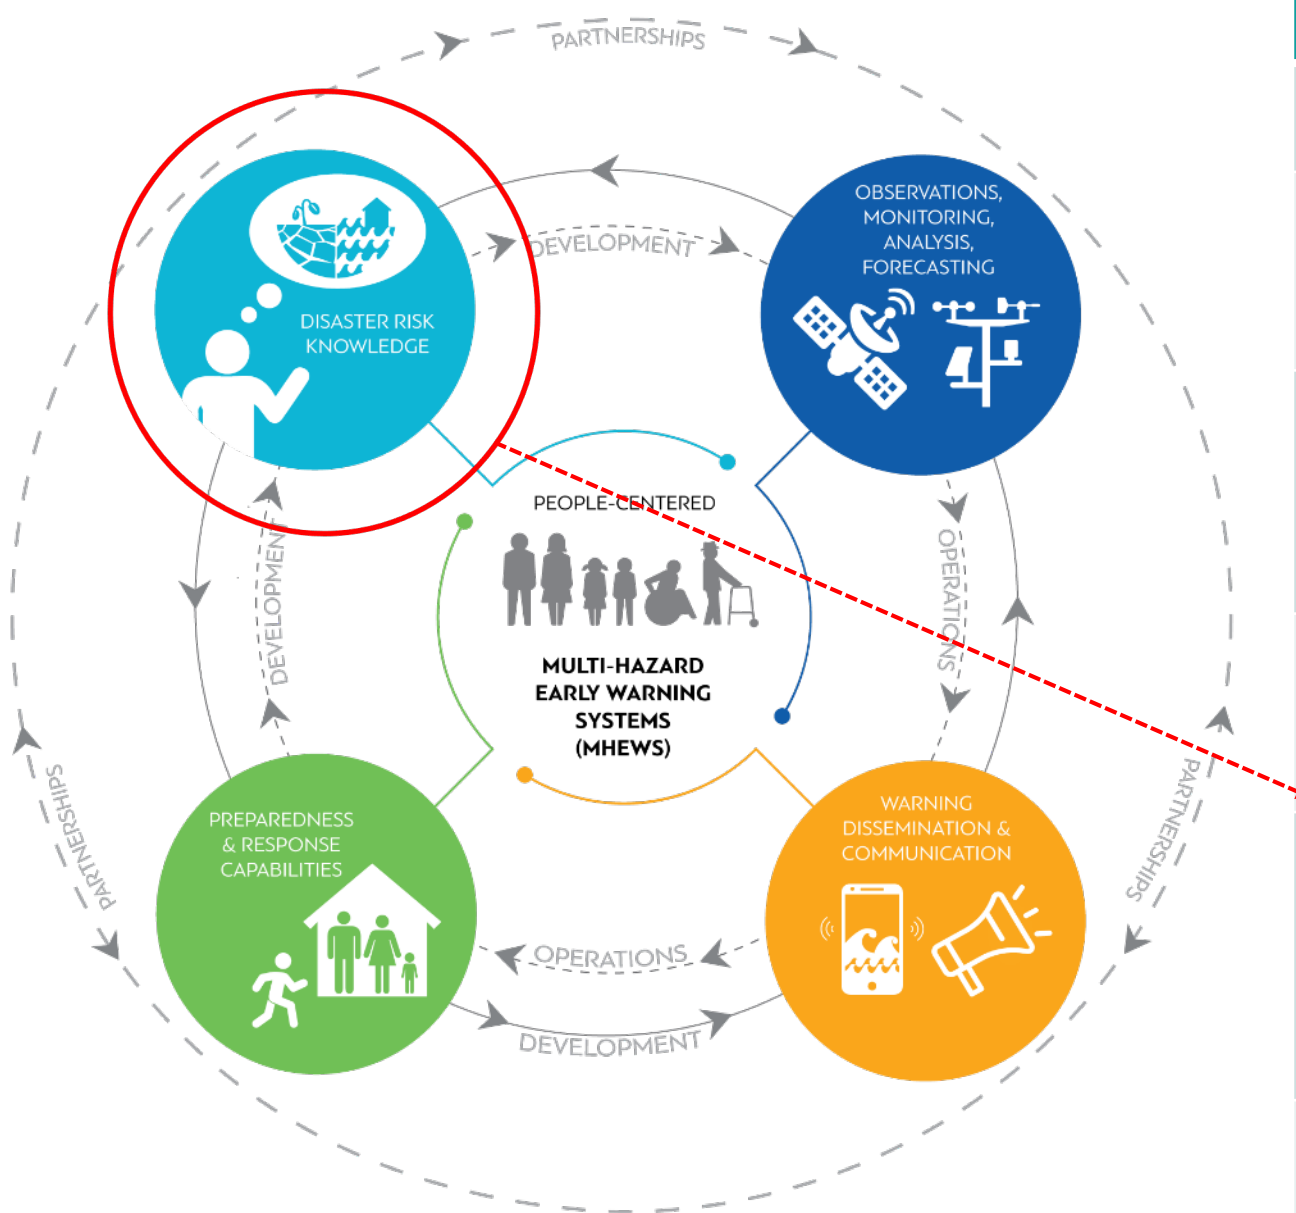 PARTNERSHIPS
DISASTER RISK
KNOWLEDGE
DEVELOPMENT
OBSERVATIONS,
MONITORING,
ANALYSIS,
FORECASTING
DEVELOPMENT
PEOPLE-CENTERED
MULTI-HAZARD
EARLY WARNING
SYSTEMS
(MHEWS)
OPERATIONS
PARTNERSHIPS
PREPAREDNESS
& RESPONSE
CAPABILITIES
OPERATIONS
DEVELOPMENT
WARNING
DISSEMINATION &
COMMUNICATION
PARTNERSHIPS